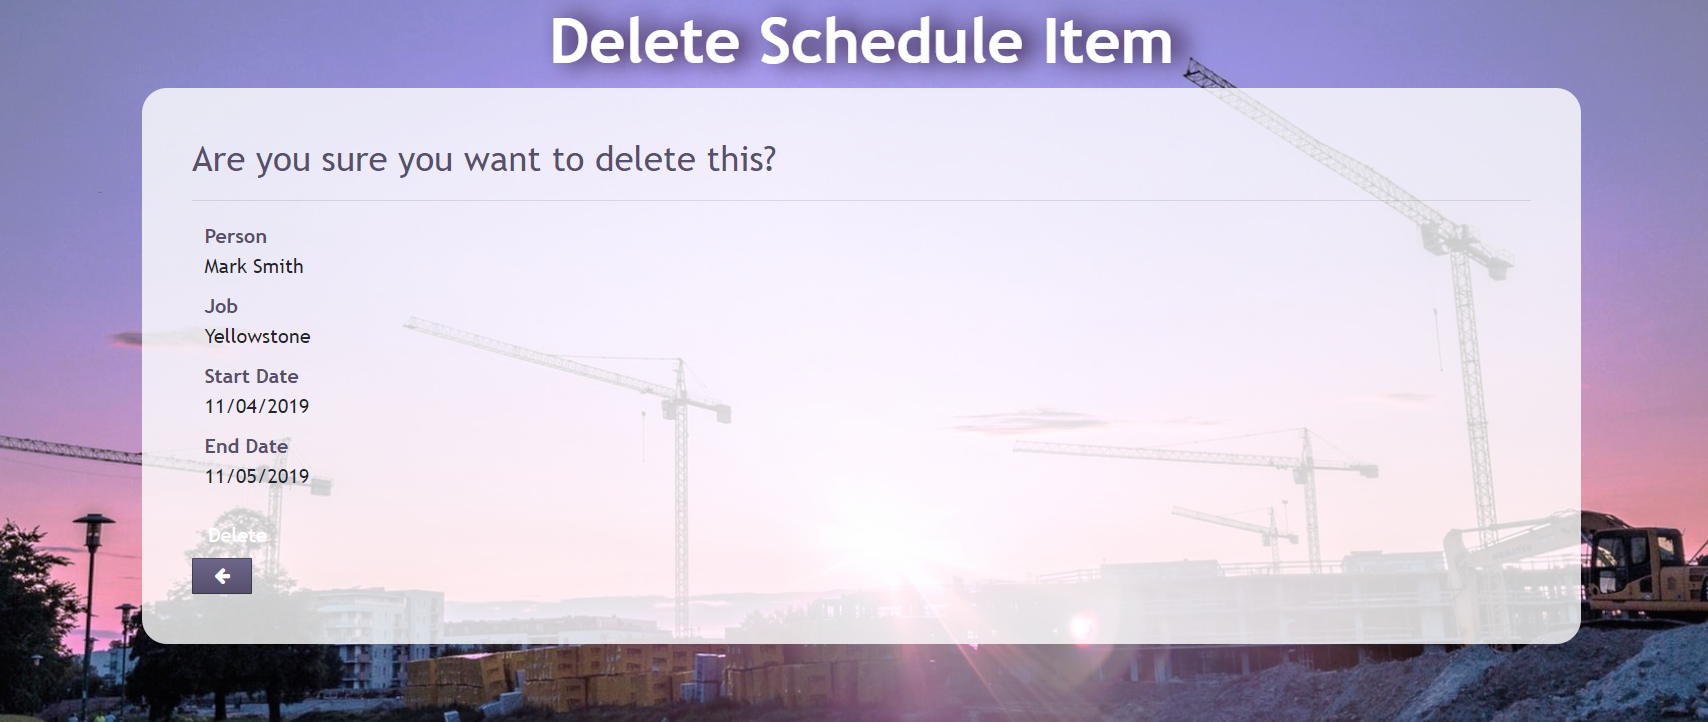 Delete Schedule Item
Are you sure you want to delete this?
Person
Mark Smith
Job
Yellowstone
Start Date
11/04/2019
End Date
11/05/2019
Delete